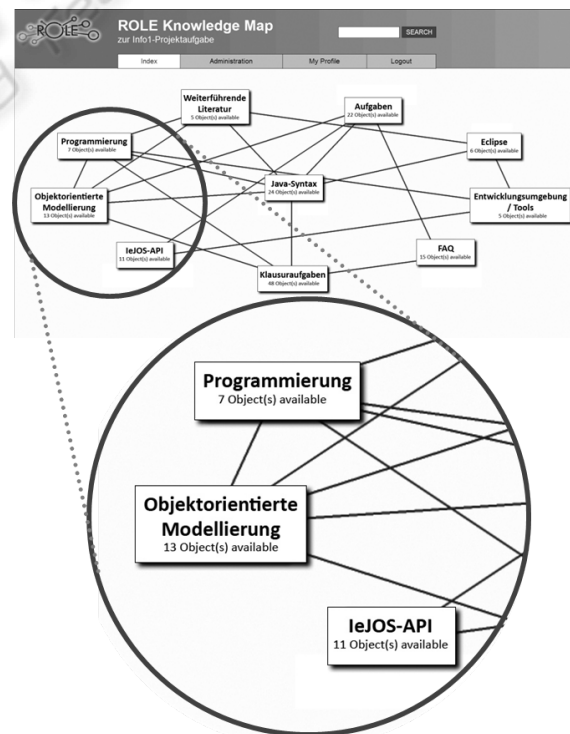 ROLE
ROLE Knowledge Map
zur Info1-Projektaufgabe
SEARCH
Index
Administration
My Profile
Logout
Weiterführende
Literatur
5 Object(s) available
Aufgaben
22 Object(s) available
Programmierung
7 Object(s) available
Eclipse
6 Object(s) available
Java-Syntax
24 Object(s) available
Objektorientierte
Modellierung
13 Object(s) available
Entwicklungsumgebung
/ Tools
5 Object(s) available
leJOS-API
11 Object(s) available
FAQ
15 Object(s) available
Klausuraufgaben
48 Object(s) available
Programmierung
7 Object(s) available
Objektorientierte
Modellierung
13 Object(s) available
leJOS-API
11 Object(s) available